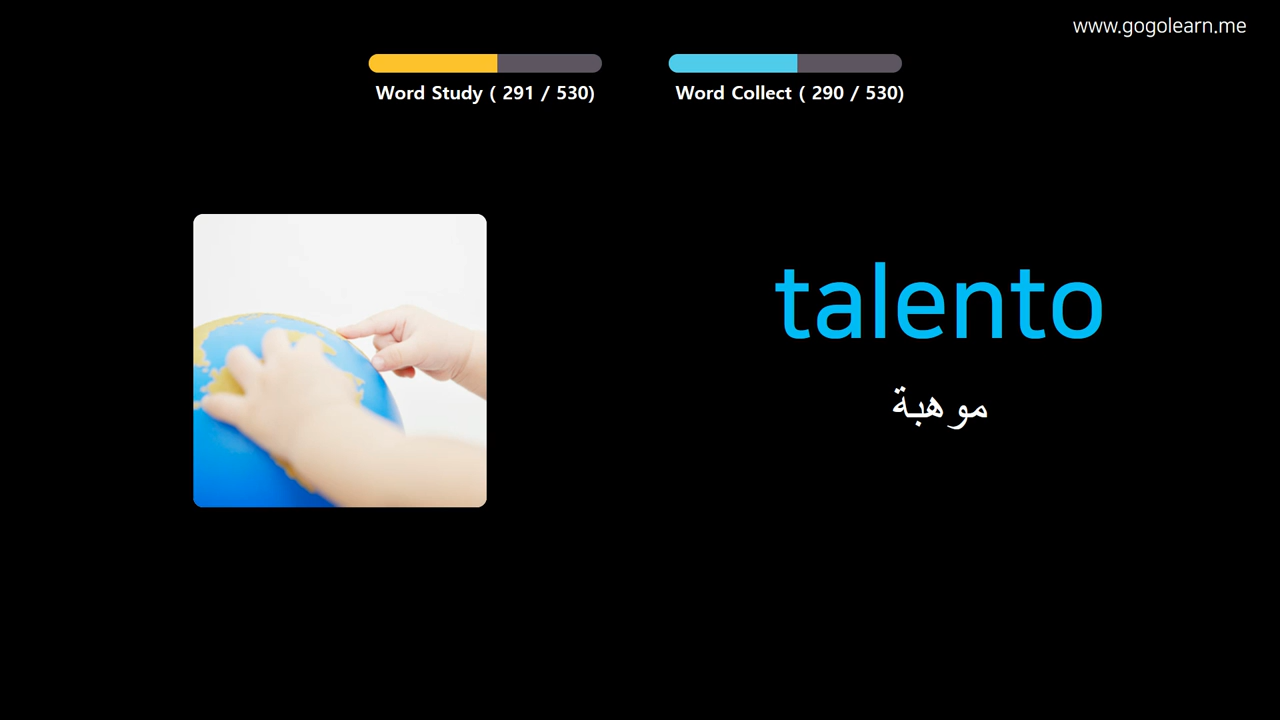 www.gogolearn.me
Word Study ( 291 / 530)
Word Collect ( 290 / 530)
talento
موهبة